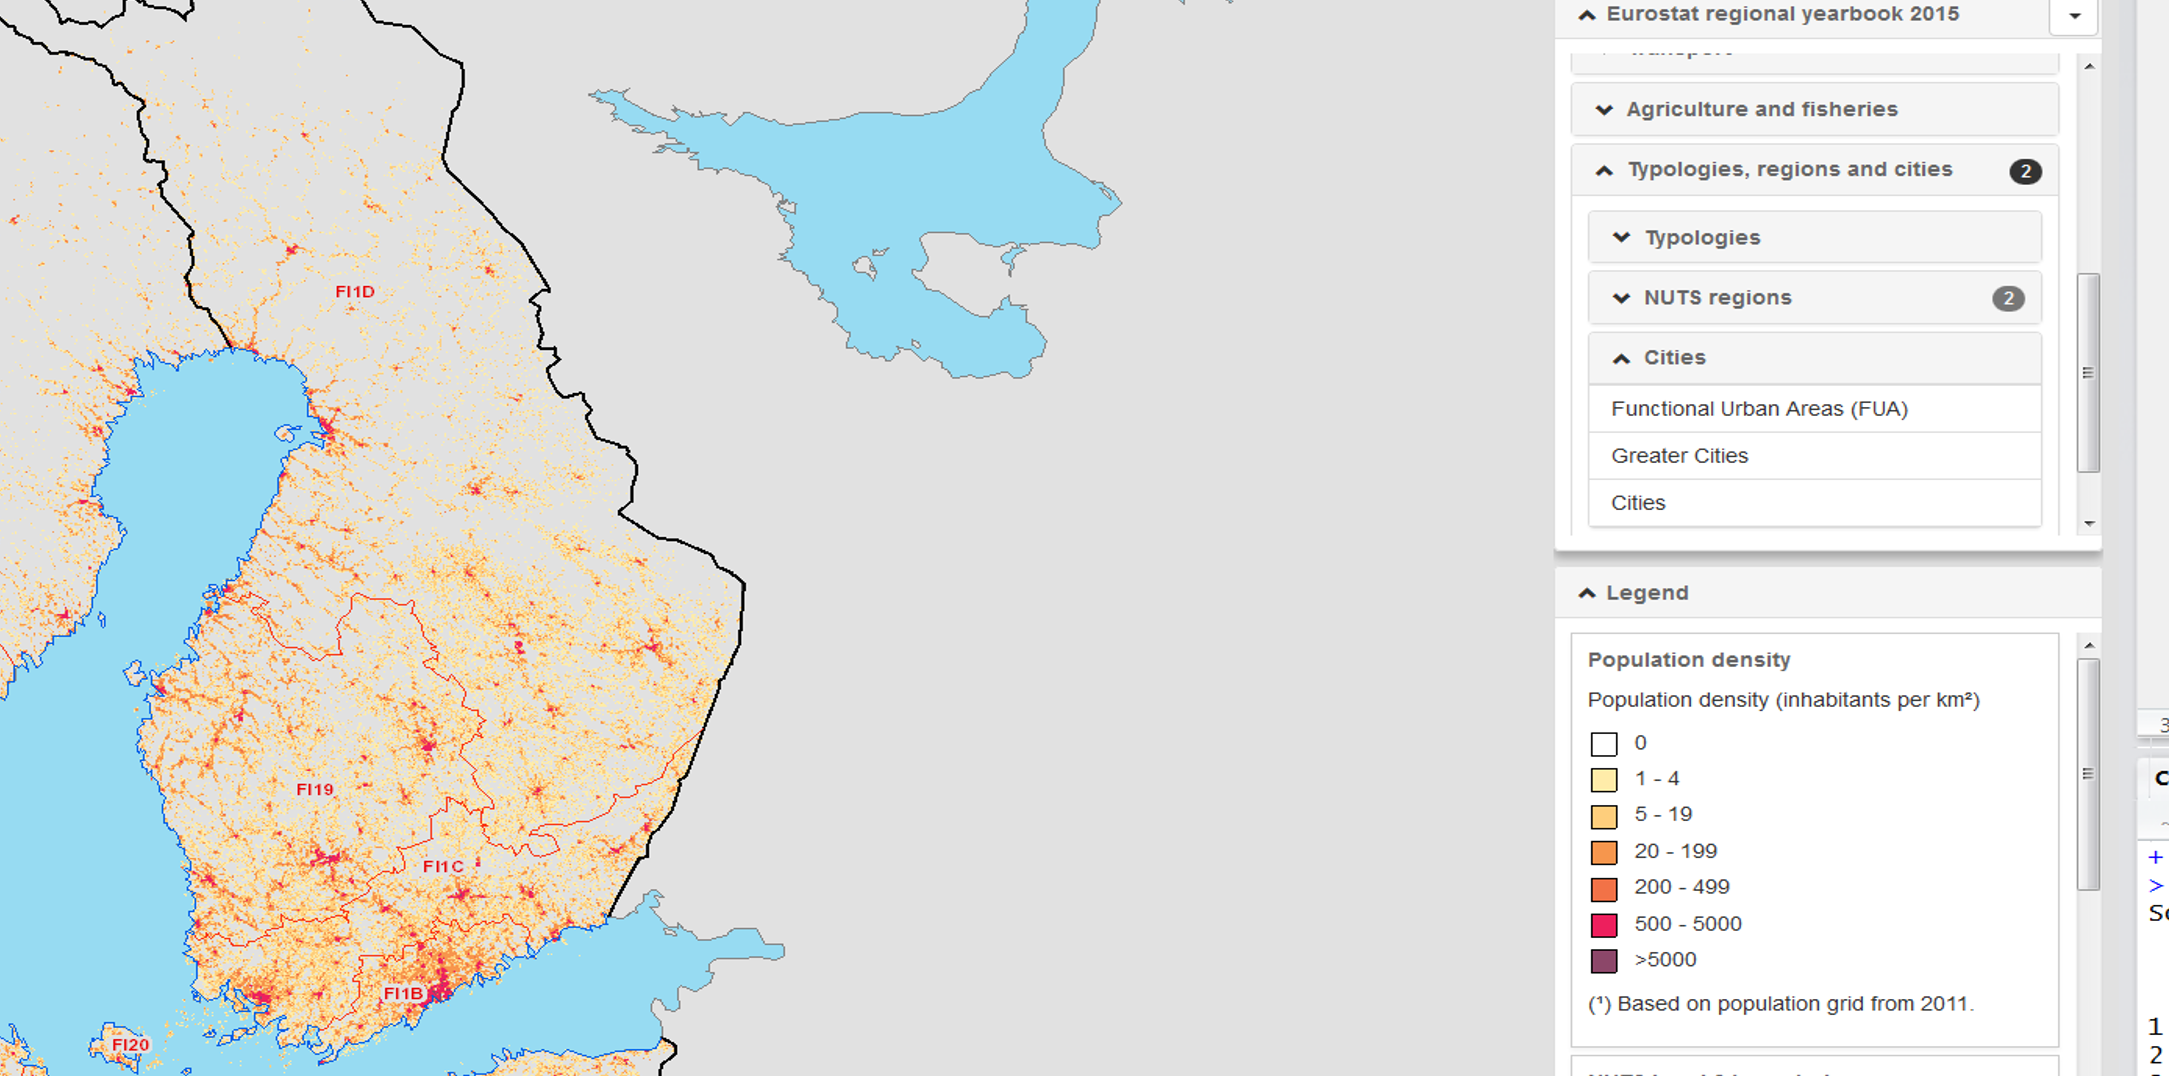 FI1D
FI19
FI1C
FI1B
FI20
Eurostat regional yearbook 2015
Agriculture and fisheries
Typologies, regions and cities 2
Typologies
NUTS regions 2
Cities
Functional Urban Areas (FUA)
Greater Cities
Cities
Legend
Population density
Population density (inhabitants per km²)
0
1 - 4
5 - 19
20 - 199
200 - 499
500 - 5000
>5000
(¹) Based on population grid from 2011.
3
C
+
>
1
2